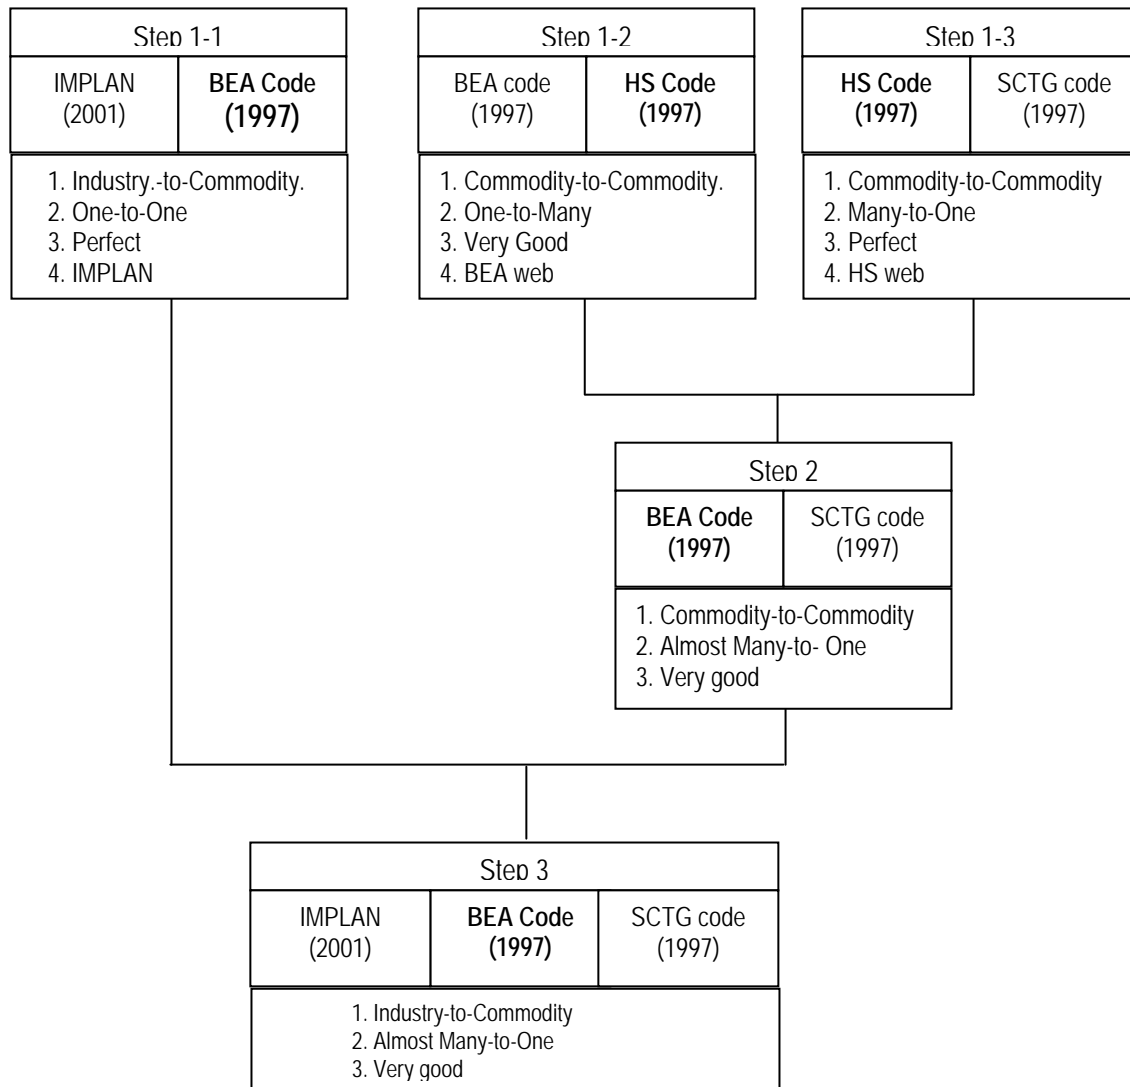 Step 1-1
IMPLAN
(2001)
BEA Code
(1997)
1. Industry.-to-Commodity.
2. One-to-One
3. Perfect
4. IMPLAN
Step 1-2
BEA code
(1997)
HS Code
(1997)
1. Commodity-to-Commodity.
2. One-to-Many
3. Very Good
4. BEA web
Step 1-3
HS Code
(1997)
SCTG code
(1997)
1. Commodity-to-Commodity
2. Many-to-One
3. Perfect
4. HS web
Step 2
BEA Code
(1997)
SCTG code
(1997)
1. Commodity-to-Commodity
2. Almost Many-to- One
3. Very good
Step 3
IMPLAN
(2001)
BEA Code
(1997)
SCTG code
(1997)
1. Industry-to-Commodity
2. Almost Many-to-One
3. Very good